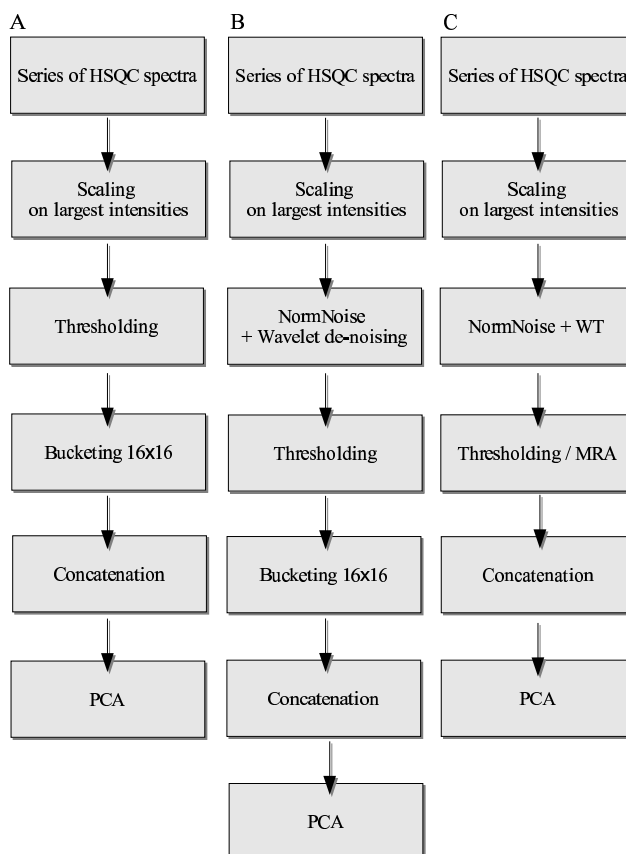 A
Series of HSQC spectra
Scaling
on largest intensities
Thresholding
Bucketing 16x16
Concatenation
PCA
B
Series of HSQC spectra
Scaling
on largest intensities
NormNoise
+ Wavelet de-noising
Thresholding
Bucketing 16x16
Concatenation
PCA
C
Series of HSQC spectra
Scaling
on largest intensities
NormNoise + WT
Thresholding / MRA
Concatenation
PCA